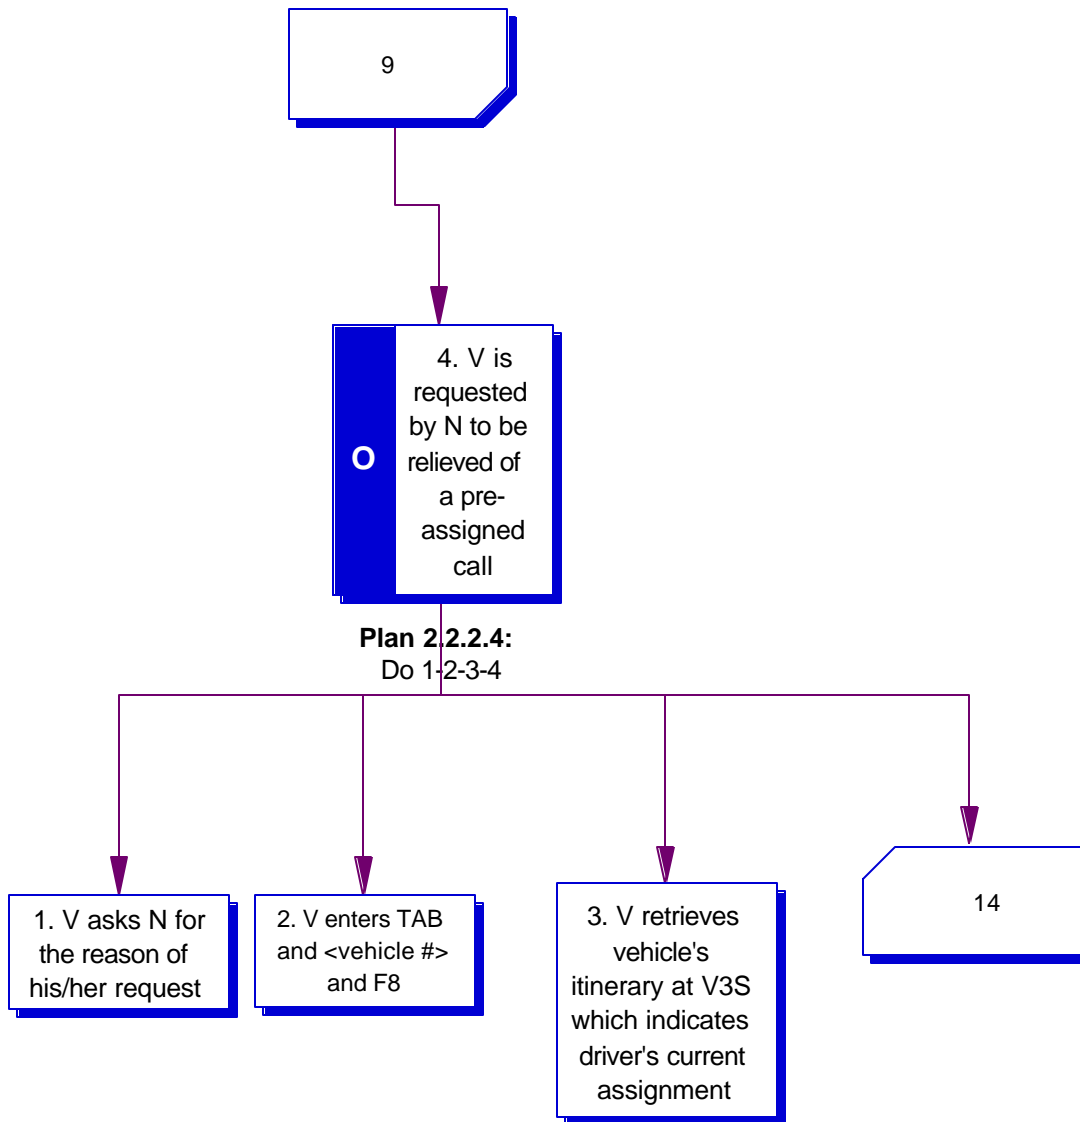 9
O
4. V is
requested
by N to be
relieved of
a pre-
assigned
call
Plan 2.2.2.4:
Do 1-2-3-4
1. V asks N for
the reason of
his/her request
2. V enters TAB
and <vehicle #>
and F8
3. V retrieves
vehicle's
itinerary at V3S
which indicates
driver's current
assignment
14